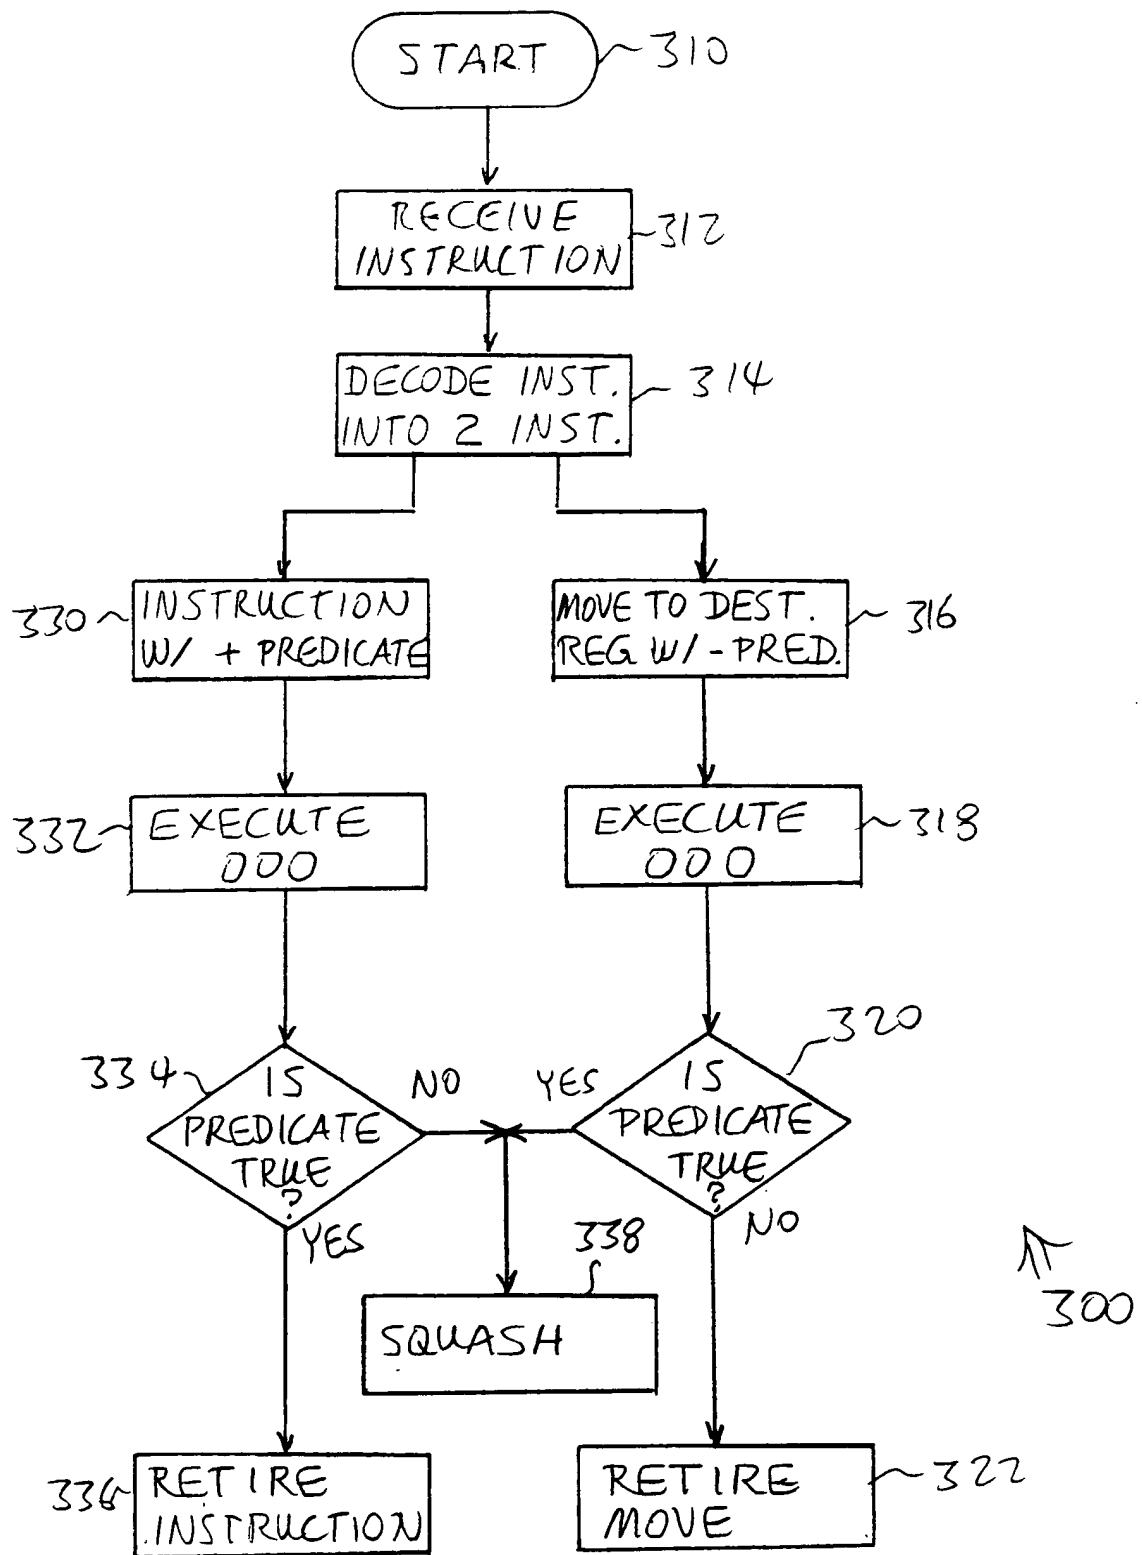 START
310
RECEIVE
INSTRUCTION
312
DECODE INST.
INTO 2 INST.
314
330
INSTRUCTION
W/ + PREDICATE
MOVE TO DEST.
REG W/ - PRED.
316
332
EXECUTE
OOO
EXECUTE
OOO
318
334
IS
PREDICATE
TRUE
?
NO
YES
YES
IS
PREDICATE
TRUE
?
NO
320
338
SQUASH
300
336
RETIRE
INSTRUCTION
RETIRE
MOVE
322